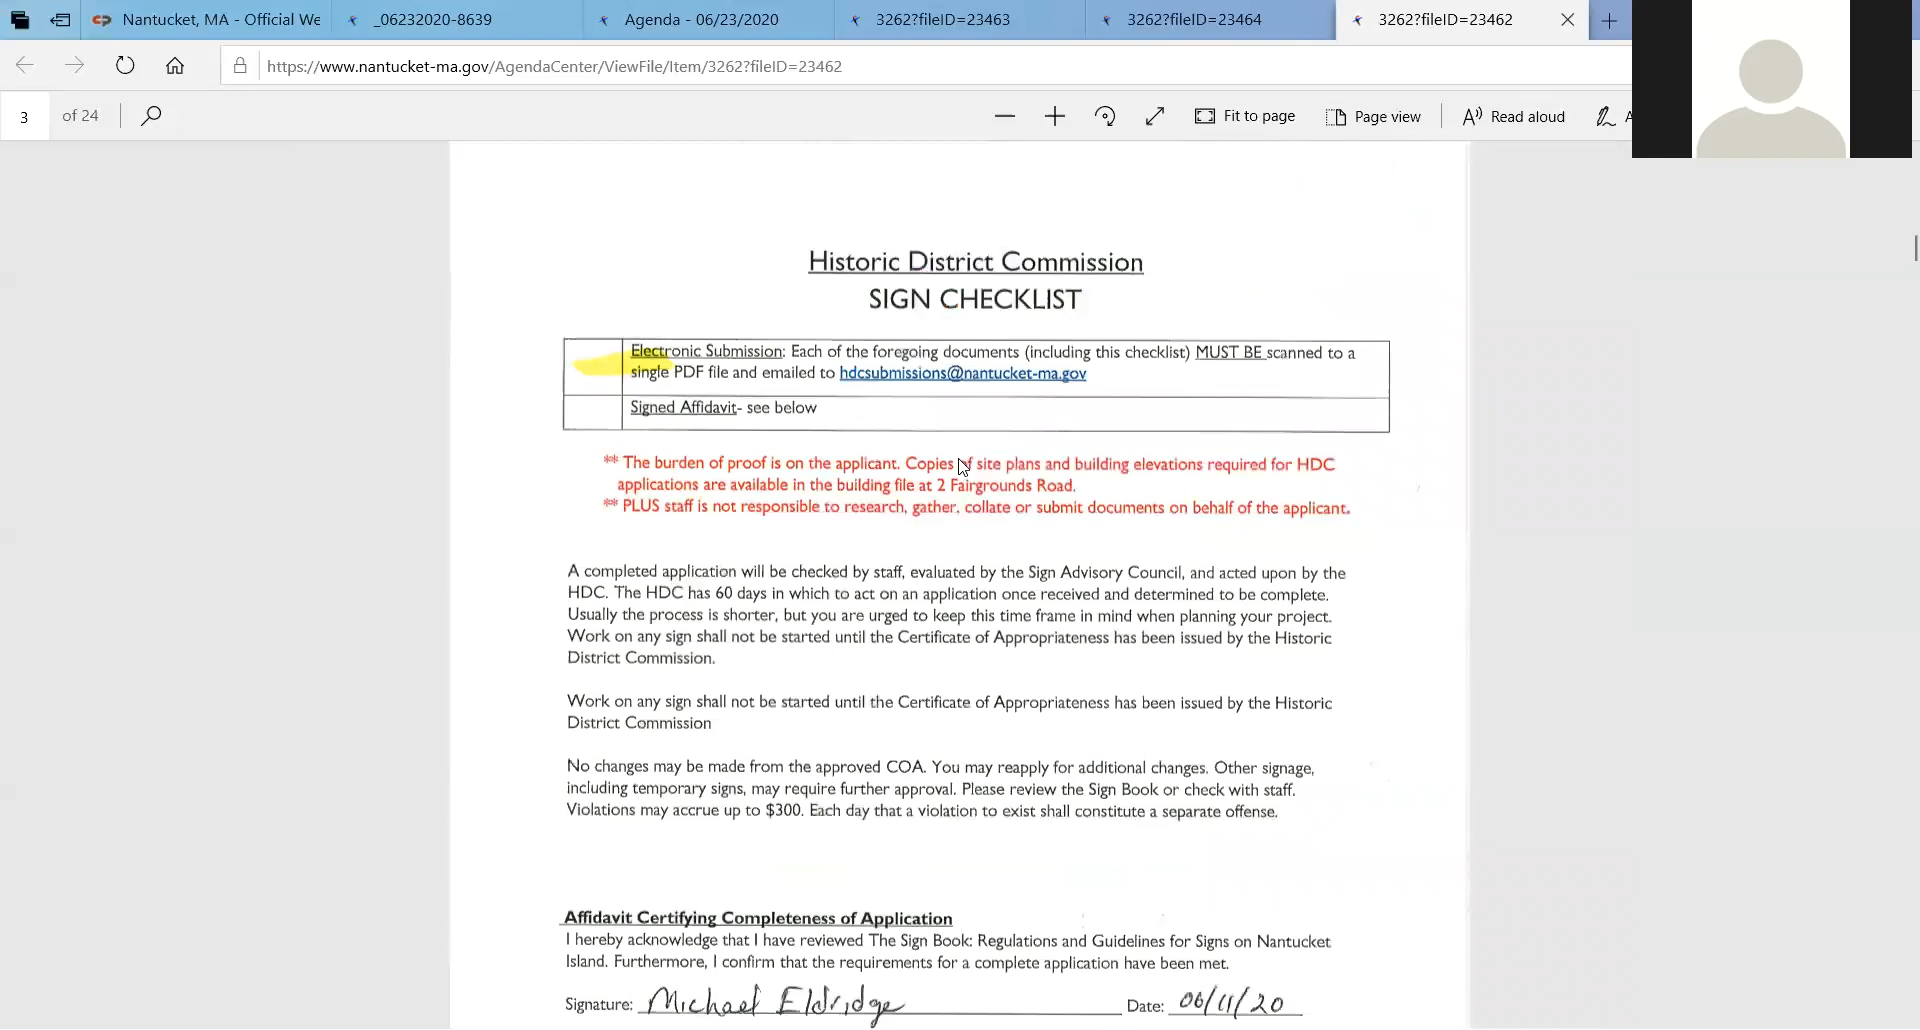 Nantucket, MA - Official We
_06232020-8639
Agenda - 06/23/2020
3262?fileID=23463
3262?fileID=23464
3262?fileID=23462
https://www.nantucket-ma.gov/AgendaCenter/ViewFile/Item/3262?fileID=23462
3 of 24
Fit to page
Page view
Read aloud
A
Historic District Commission
SIGN CHECKLIST
Electronic Submission: Each of the foregoing documents (including this checklist) MUST BE scanned to a
single PDF file and emailed to hdcsubmissions@nantucket-ma.gov
Signed Affidavit- see below
** The burden of proof is on the applicant. Copies of site plans and building elevations required for HDC
applications are available in the building file at 2 Fairgrounds Road.
** PLUS staff is not responsible to research, gather, collate or submit documents on behalf of the applicant.
A completed application will be checked by staff, evaluated by the Sign Advisory Council, and acted upon by the
HDC. The HDC has 60 days in which to act on an application once received and determined to be complete.
Usually the process is shorter, but you are urged to keep this time frame in mind when planning your project.
Work on any sign shall not be started until the Certificate of Appropriateness has been issued by the Historic
District Commission.
Work on any sign shall not be started until the Certificate of Appropriateness has been issued by the Historic
District Commission
No changes may be made from the approved COA. You may reapply for additional changes. Other signage,
including temporary signs, may require further approval. Please review the Sign Book or check with staff.
Violations may accrue up to $300. Each day that a violation to exist shall constitute a separate offense.
Affidavit Certifying Completeness of Application
I hereby acknowledge that I have reviewed The Sign Book: Regulations and Guidelines for Signs on Nantucket
Island. Furthermore, I confirm that the requirements for a complete application have been met.
Signature: Michael Eldridge Date: 06/11/20